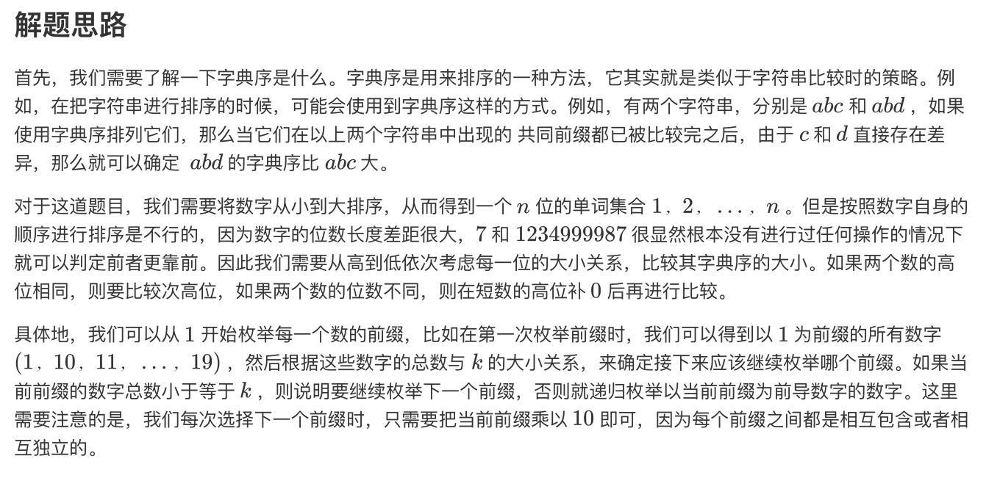 解题思路
首先，我们需要了解一下字典序是什么。字典序是用来排序的一种方法，它其实就是类似于字符串比较时的策略。例
如，在把字符串进行排序的时候，可能会使用到字典序这样的方式。例如，有两个字符串，分别是 abc 和 abd ，如果
使用字典序排列它们，那么当它们在以上两个字符串中出现的 共同前缀都已被比较完之后，由于 c 和 d 直接存在差
异，那么就可以确定 abd 的字典序比 abc 大。
对于这道题目，我们需要将数字从小到大排序，从而得到一个 n 位的单词集合 1，2，...，n 。但是按照数字自身的
顺序进行排序是不行的，因为数字的位数长度差距很大，7 和 1234999987 很显然根本没有进行过任何操作的情况下
就可以判定前者更靠前。因此我们需要从高到低依次考虑每一位的大小关系，比较其字典序的大小。如果两个数的高
位相同，则要比较次高位，如果两个数的位数不同，则在短数的高位补 0 后再进行比较。
具体地，我们可以从 1 开始枚举每一个数的前缀，比如在第一次枚举前缀时，我们可以得到以 1 为前缀的所有数字
(1，10，11，...，19) ，然后根据这些数字的总数与 k 的大小关系，来确定接下来应该继续枚举哪个前缀。如果当
前前缀的数字总数小于等于 k ，则说明要继续枚举下一个前缀，否则就递归枚举以当前前缀为前导数字的数字。这里
需要注意的是，我们每次选择下一个前缀时，只需要把当前前缀乘以 10 即可，因为每个前缀之间都是相互包含或者相
互独立的。